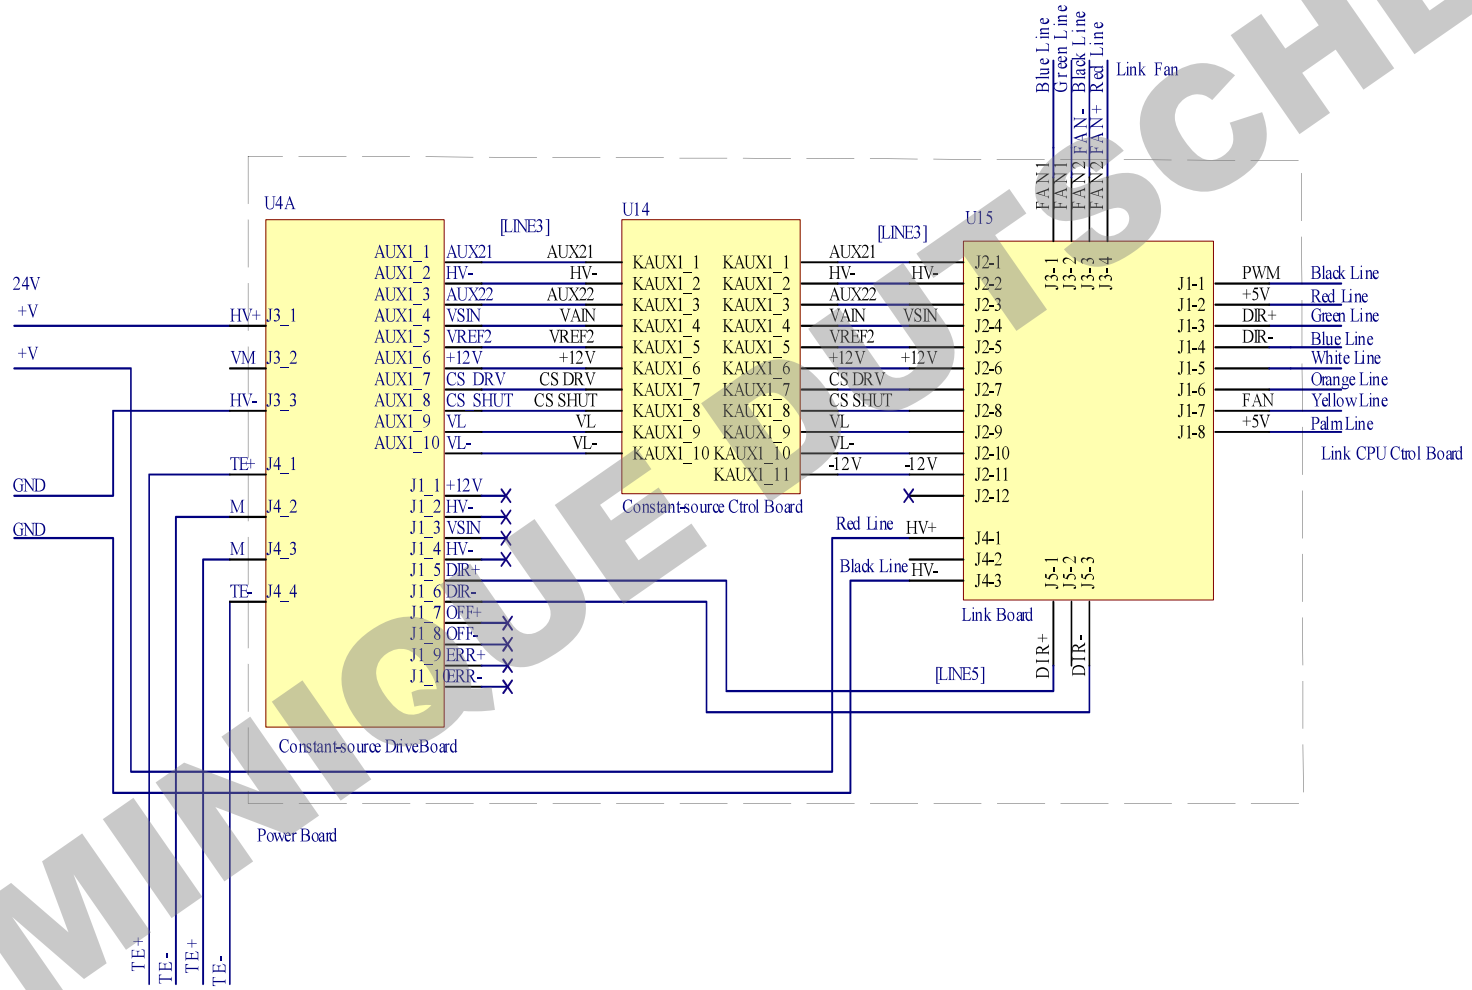 Blue Line
Green Line
Black Line
Red Line
Link Fan
FAN1
FAN1
FAN2 FAN-
FAN2 FAN+
U4A
U14
U15
[LINE3]
[LINE3]
24V
+V
+V
GND
GND
HV+ J3_1
VM J3_2
HV- J3_3
TE+ J4_1
M J4_2
M J4_3
TE- J4_4
AUX1_1 AUX21 AUX21
AUX1_2 HV- HV-
AUX1_3 AUX22 AUX22
AUX1_4 VSIN VAIN
AUX1_5 VREF2 VREF2
AUX1_6 +12V +12V
AUX1_7 CS DRV CS DRV
AUX1_8 CS SHUT CS SHUT
AUX1_9 VL VL
AUX1_10 VL- VL-
J1_1 +12V
J1_2 HV-
J1_3 VSIN
J1_4 HV-
J1_5 DIR+
J1_6 DIR-
J1_7 OFF+
J1_8 OFF-
J1_9 ERR+
J1_10 ERR-
Constant-source DriveBoard
KAUX1_1 KAUX1_1
KAUX1_2 KAUX1_2
KAUX1_3 KAUX1_3
KAUX1_4 KAUX1_4
KAUX1_5 KAUX1_5
KAUX1_6 KAUX1_6
KAUX1_7 KAUX1_7
KAUX1_8 KAUX1_8
KAUX1_9 KAUX1_9
KAUX1_10 KAUX1_10
KAUX1_11
Constant-source Ctrol Board
AUX21 J2-1
HV- HV- J2-2
AUX22 J2-3
VAIN VSIN J2-4
VREF2 J2-5
+12V +12V J2-6
CS DRV J2-7
CS SHUT J2-8
VL J2-9
VL- J2-10
-12V -12V J2-11
J2-12
Red Line HV+ J4-1
J4-2
Black Line HV- J4-3
J3-1
J3-2
J3-3
J3-4
J5-1
J5-2
J5-3
J1-1 PWM Black Line
J1-2 +5V Red Line
J1-3 DIR+ Green Line
J1-4 DIR- Blue Line
J1-5 White Line
J1-6 Orange Line
J1-7 FAN Yellow Line
J1-8 +5V Palm Line
Link CPU Ctrol Board
Link Board
DIR+
DIR-
[LINE5]
Power Board
TE+
TE-
TE+
TE-
MINIQUE DUTSCHE